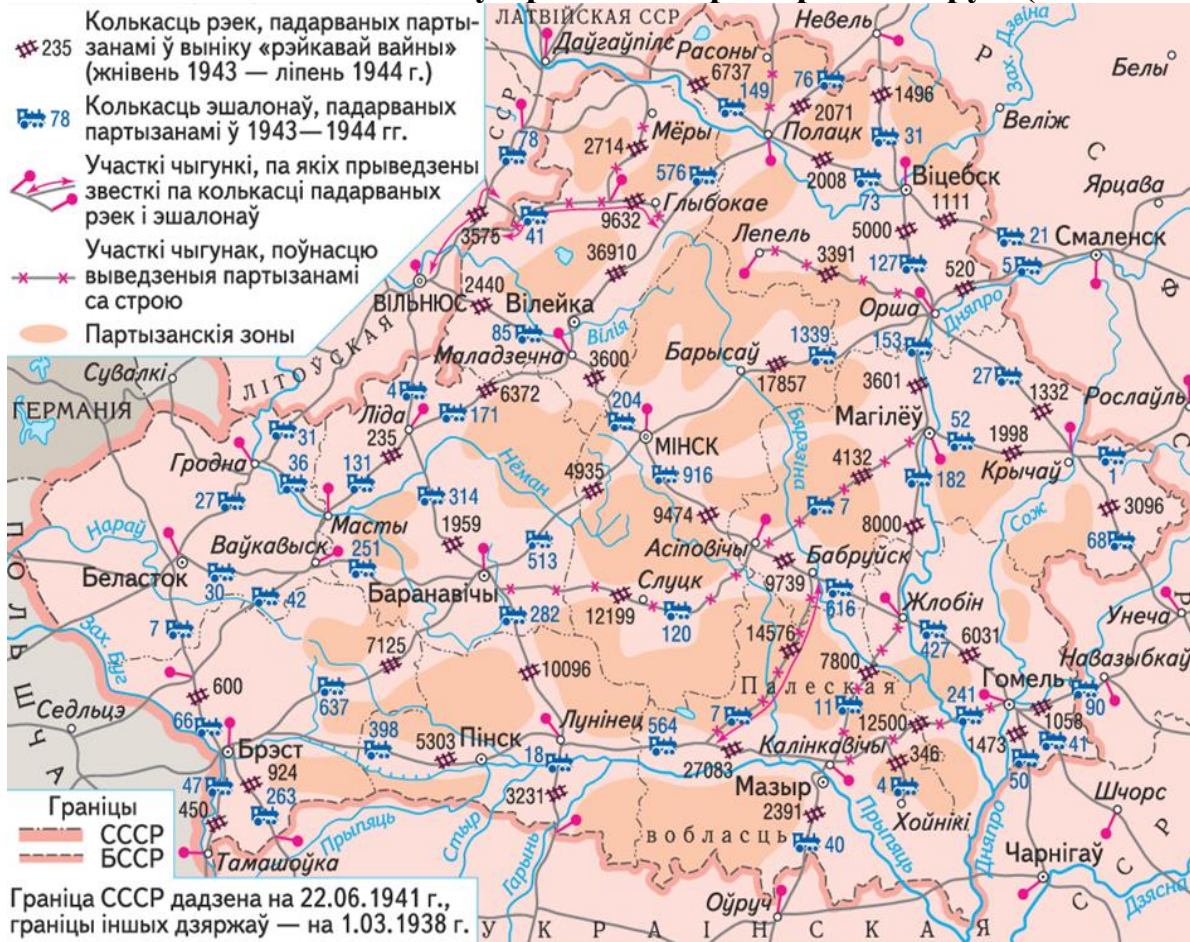 235
Колькасць рэек, падарваных парты-
занамі ў выніку «рэйкавай вайны»
(жнівень 1943 — ліпень 1944 г.)
78
Колькасць эшалонаў, падарваных
партызанамі ў 1943—1944 гг.
Участкі чыгункі, па якіх прыведзены
звесткі па колькасці падарваных
рэек і эшалонаў
Участкі чыгунак, поўнасцю
выведзеныя партызанамі
са строю
Партызанскія зоны
ЛАТВІЙСКАЯ ССР
Даўгаўпілс
Расоны
Невель
Зах. Дзвіна
Белы
Р
6737
149
76
2071
1496
Веліж
ССР
78
Мёры
2714
Полацк
31
С
576
2008
73
Віцебск
Ярцава
1111
3575
41
9632
Глыбокае
5000
21
Смаленск
Ф
36910
Лепель
3391
127
520
5
ВІЛЬНЮС
2440
Вілейка
Орша
Дняпро
85
Вілія
Маладзечна
3600
Барысаў
1339
153
17857
3601
27
1332
Рослаўль
С
Сувалкі
ЛІТОЎСКАЯ
ГЕРМАНІЯ
4
6372
Ліда
171
204
МІНСК
Бярэзіна
Магілёў
52
1998
Крычаў
1
31
235
Гродна
36
131
Нёман
4935
916
4132
182
3096
27
314
7
Сож
Масты
9474
8000
68
Нараў
1959
513
Асіповічы
Бабруйск
Ваўкавыск
251
Беласток
Баранавічы
Слуцк
9739
Р
30
42
282
12199
120
616
Жлобін
Унеча
7
7125
14576
427
6031
Зах. Буг
10096
7800
Навазыбкаў
ПОЛЬШЧА
600
637
Палеская
Гомель
Седльцэ
241
66
398
Лунінец
564
7
11
12500
90
1058
Брэст
5303
Пінск
18
Калінкавічы
346
1473
41
27083
47
924
Мазыр
4
50
450
263
3231
2391
Хойнікі
Шчорс
Границы
СССР
БССР
Прыпяць
Стыр
Гарынь
вобласць
40
Прыпяць
Дняпро
Р
Тамашоўка
Чарнігаў
С
Граніца СССР дадзена на 22.06.1941 г.,
граніцы іншых дзяржаў — на 1.03.1938 г.
Оўруч
Дзясна
С
УКРАІНСКАЯ